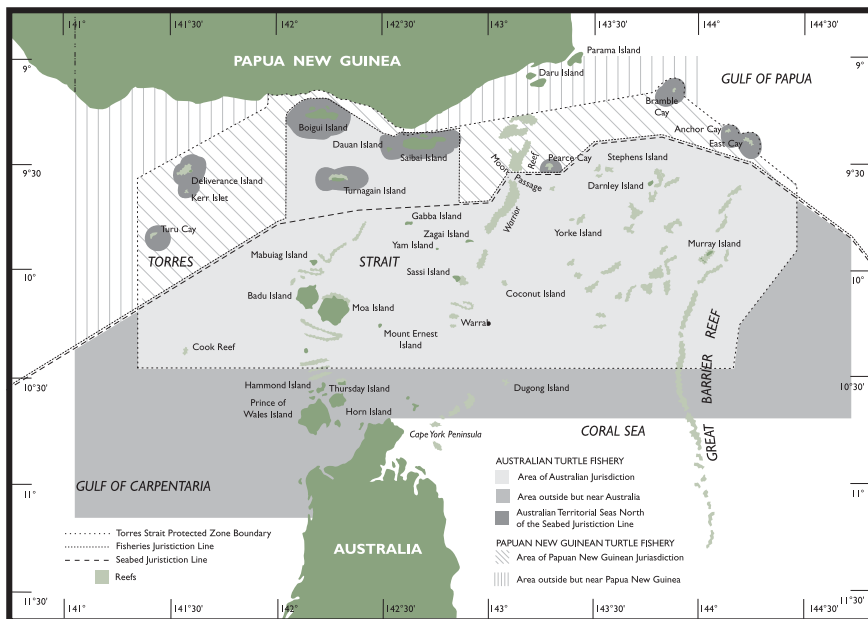 141°
141°30'
142°
142°30'
143°
143°30'
144°
144°30'
Parama Island
PAPUA NEW GUINEA
9°
9°
Daru Island
GULF OF PAPUA
Bramble
Cay
Boigui Island
Anchor Cay
Dauan Island
East Cay
Saibai Island
Moon
Passage
Reef
Warrior
Pearce Cay
Stephens Island
9°30'
9°30'
Deliverance Island
Turnagain Island
Darnley Island
Kerr Islet
Gabba Island
Turu Cay
Zagai Island
Yorke Island
Yam Island
Murray Island
Mabuiag Island
TORRES
STRAIT
10°
10°
Sassi Island
Badu Island
Coconut Island
Moa Island
Warral
Mount Ernest
Island
Cook Reef
GREAT BARRIER REEF
10°30'
10°30'
Hammond Island
Thursday Island
Dugong Island
Prince of
Wales Island
Horn Island
CORAL SEA
Cape York Peninsula
AUSTRALIAN TURTLE FISHERY
Area of Australian Jurisdiction
GULF OF CARPENTARIA
11°
11°
Area outside but near Australia
Australian Territorial Seas North
of the Seabed Juristiction Line
Torres Strait Protected Zone Boundary
Fisheries Juristiction Line
Seabed Juristiction Line
Reefs
AUSTRALIA
PAPUAN NEW GUINEAN TURTLE FISHERY
Area of Papuan New Guinean Juriasdiction
Area outside but near Papua New Guinea
11°30'
11°30'
141°
141°30'
142°
142°30'
143°
143°30'
144°
144°30'